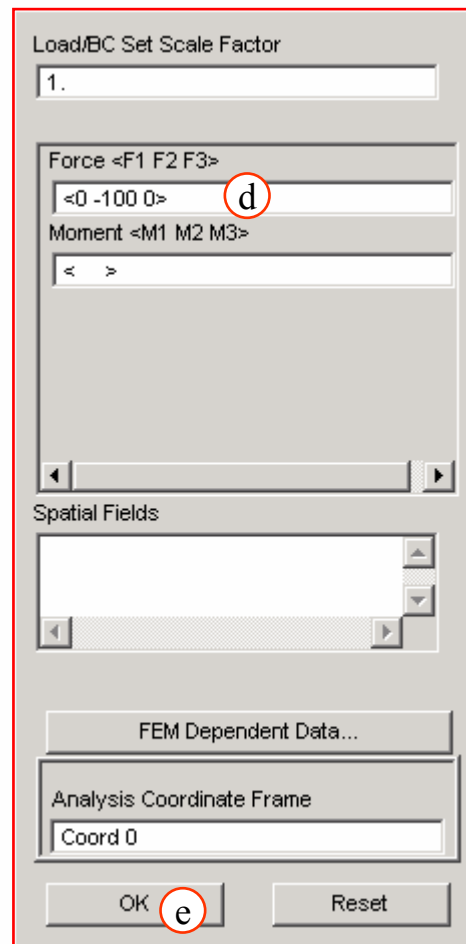 Load/BC Set Scale Factor
1.
Force <F1 F2 F3>
<0 -100 0> d
Moment <M1 M2 M3>
< >
Spatial Fields
FEM Dependent Data...
Analysis Coordinate Frame
Coord 0
OK e Reset